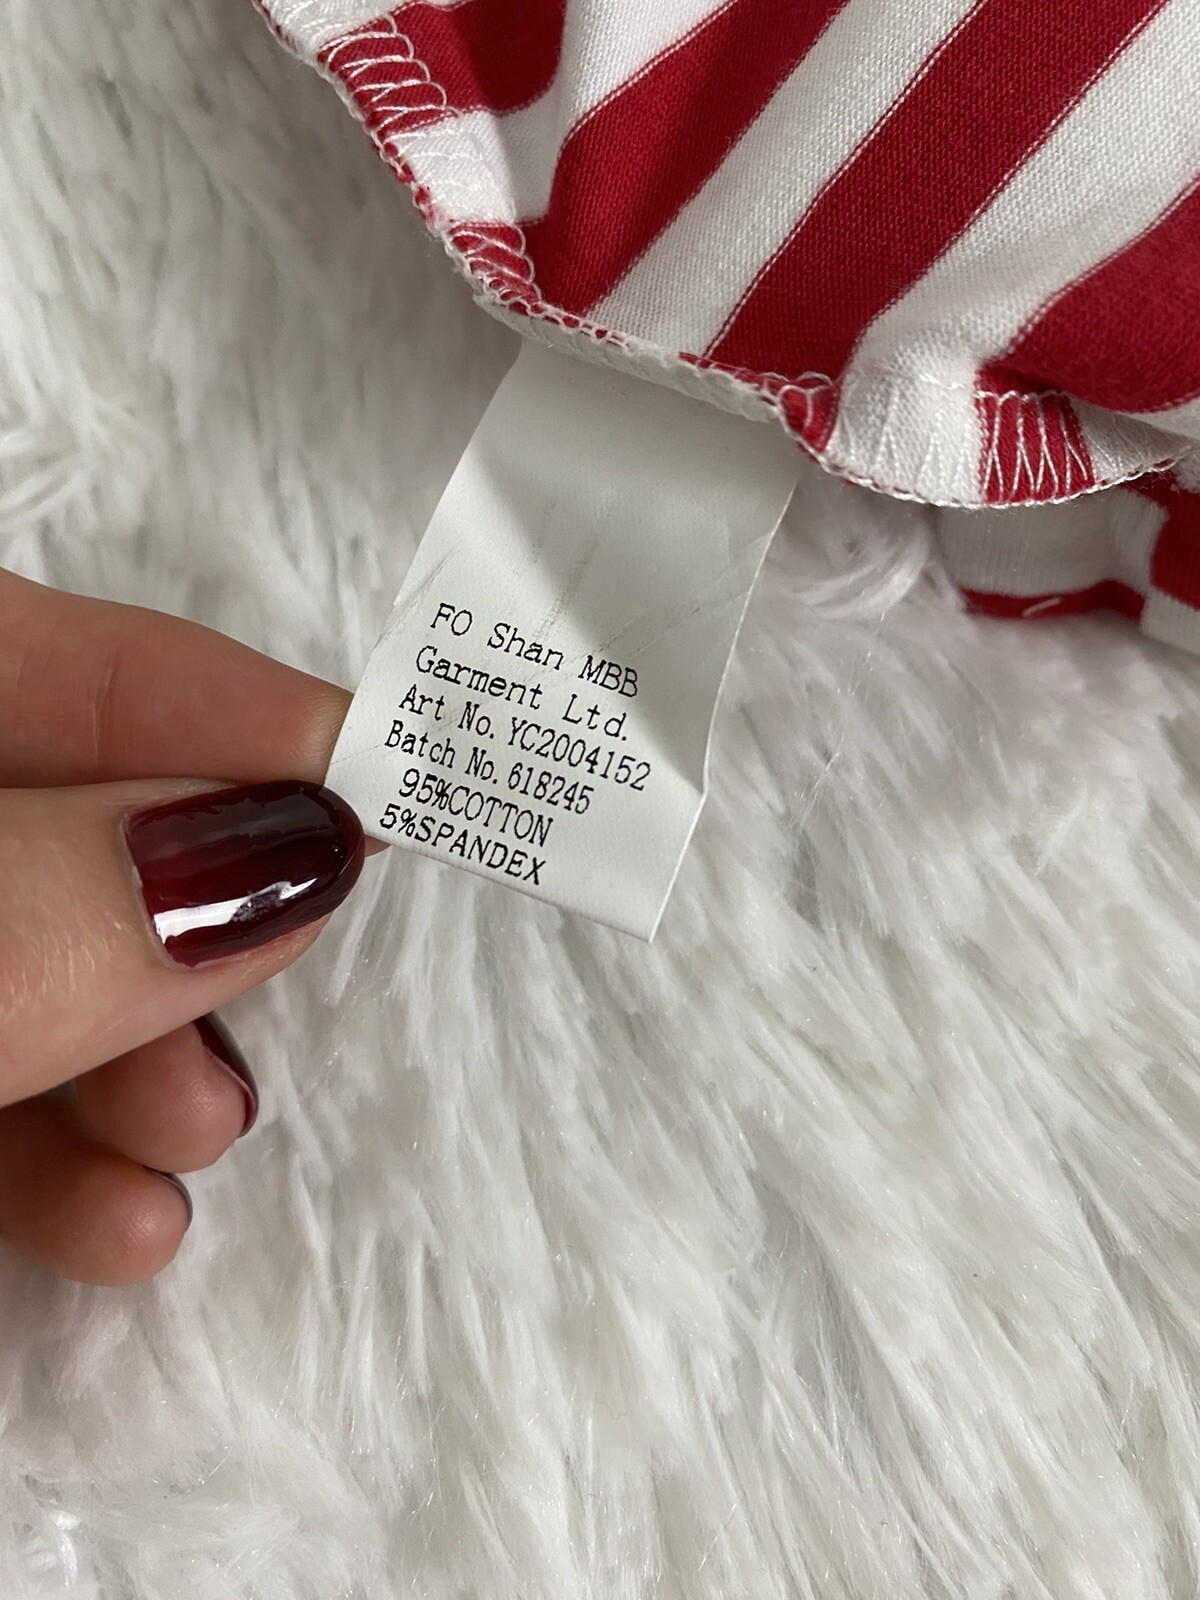 FO Shan MBB
Garment Ltd.
Art No. YC2004152
Batch No. 618245
95%COTTON
5%SPANDEX